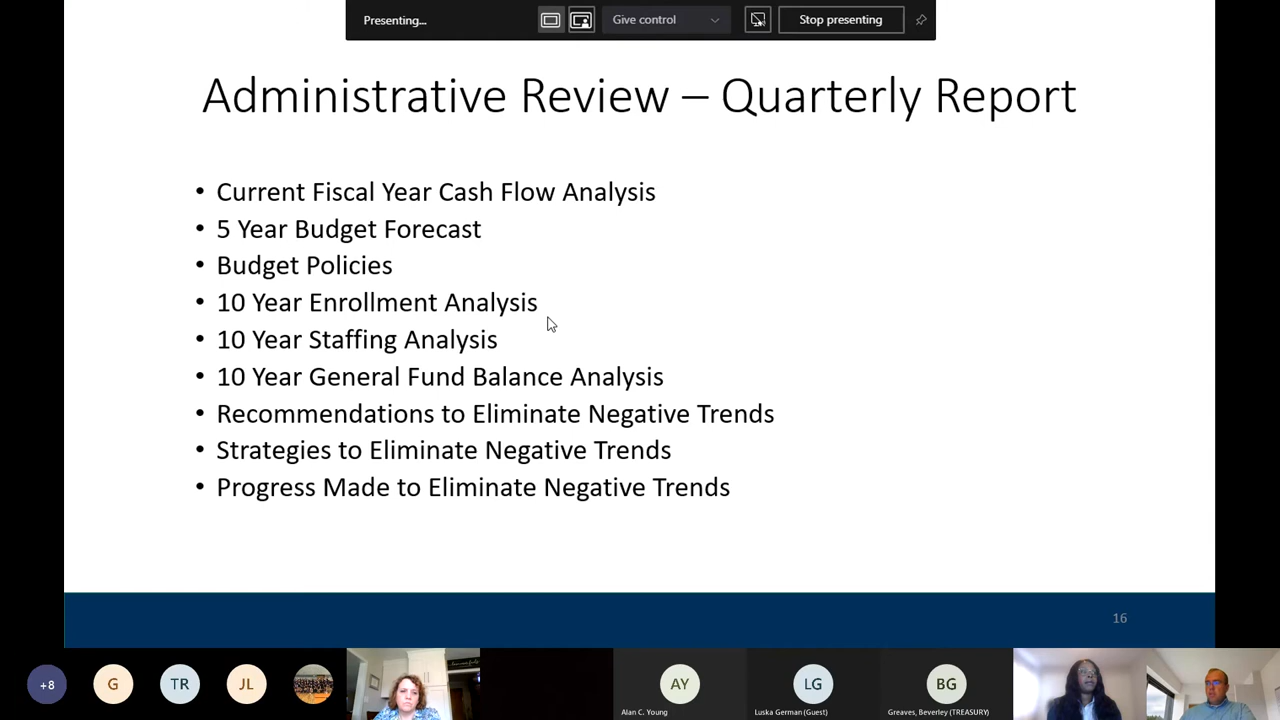 Presenting...
Give control
Stop presenting
Administrative Review – Quarterly Report
• Current Fiscal Year Cash Flow Analysis
• 5 Year Budget Forecast
• Budget Policies
• 10 Year Enrollment Analysis
• 10 Year Staffing Analysis
• 10 Year General Fund Balance Analysis
• Recommendations to Eliminate Negative Trends
• Strategies to Eliminate Negative Trends
• Progress Made to Eliminate Negative Trends
16
+8
G
TR
JL
AY
LG
BG
Alan C. Young
Luska German (Guest)
Greaves, Beverley (TREASURY)